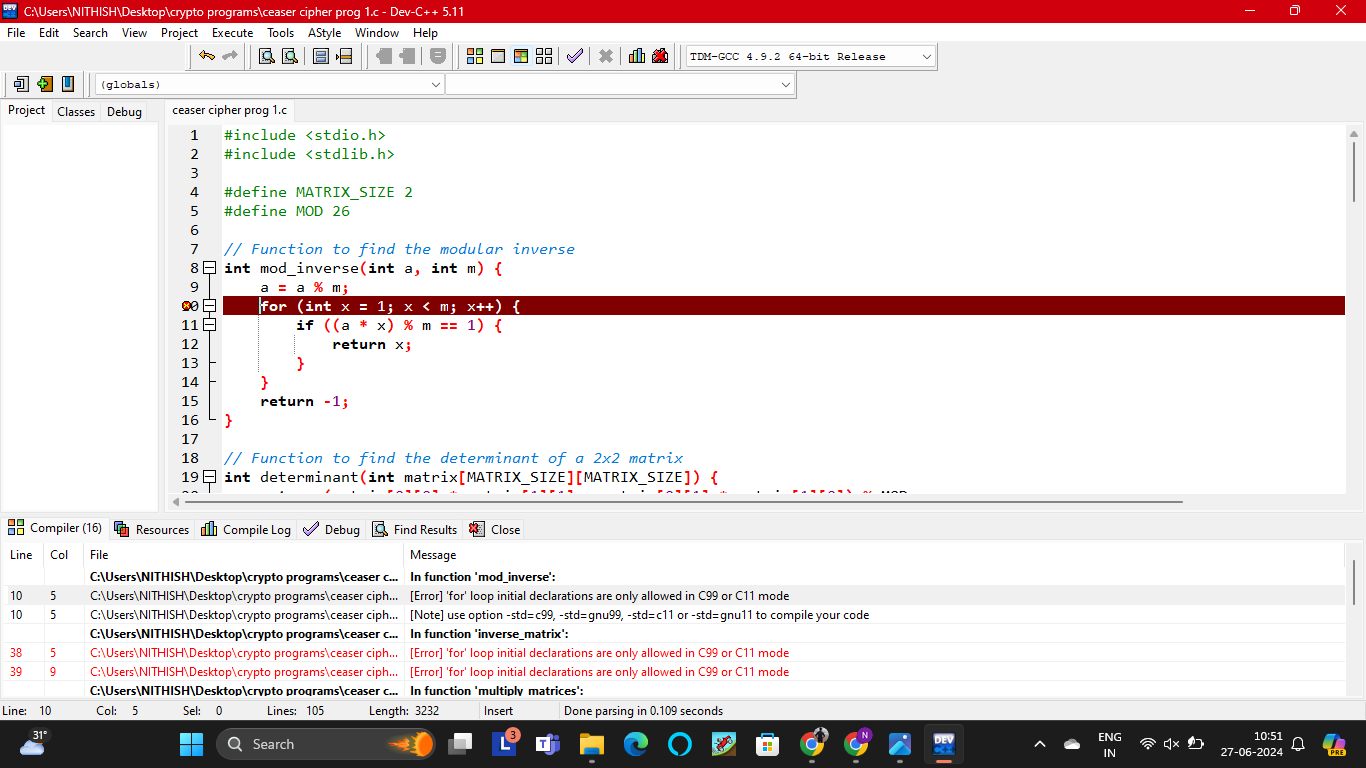 C:\Users\NITHISH\Desktop\crypto programs\ceaser cipher prog 1.c - Dev-C++ 5.11
File Edit Search View Project Execute Tools AStyle Window Help
TDM-GCC 4.9.2 64-bit Release
(globals)
Project Classes Debug
ceaser cipher prog 1.c
1 #include <stdio.h>
2 #include <stdlib.h>
3
4 #define MATRIX_SIZE 2
5 #define MOD 26
6
7 // Function to find the modular inverse
8 int mod_inverse(int a, int m) {
9 a = a % m;
for (int x = 1; x < m; x++) {
11 if ((a * x) % m == 1) {
12 return x;
13 }
14 }
15 return -1;
16 }
17
18 // Function to find the determinant of a 2x2 matrix
19 int determinant(int matrix[MATRIX_SIZE][MATRIX_SIZE]) {
Compiler (16) Resources Compile Log Debug Find Results Close
Line Col File Message
C:\Users\NITHISH\Desktop\crypto programs\ceaser c... In function 'mod_inverse':
10 5 C:\Users\NITHISH\Desktop\crypto programs\ceaser ciph... [Error] 'for' loop initial declarations are only allowed in C99 or C11 mode
10 5 C:\Users\NITHISH\Desktop\crypto programs\ceaser ciph... [Note] use option -std=c99, -std=gnu99, -std=c11 or -std=gnu11 to compile your code
C:\Users\NITHISH\Desktop\crypto programs\ceaser c... In function 'inverse_matrix':
38 5 C:\Users\NITHISH\Desktop\crypto programs\ceaser ciph... [Error] 'for' loop initial declarations are only allowed in C99 or C11 mode
39 9 C:\Users\NITHISH\Desktop\crypto programs\ceaser ciph... [Error] 'for' loop initial declarations are only allowed in C99 or C11 mode
C:\Users\NITHISH\Desktop\crypto programs\ceaser c... In function 'multiply_matrices':
Line: 10 Col: 5 Sel: 0 Lines: 105 Length: 3232 Insert Done parsing in 0.109 seconds
31° Search 3 N DEV ENG IN 10:51 27-06-2024 PRE